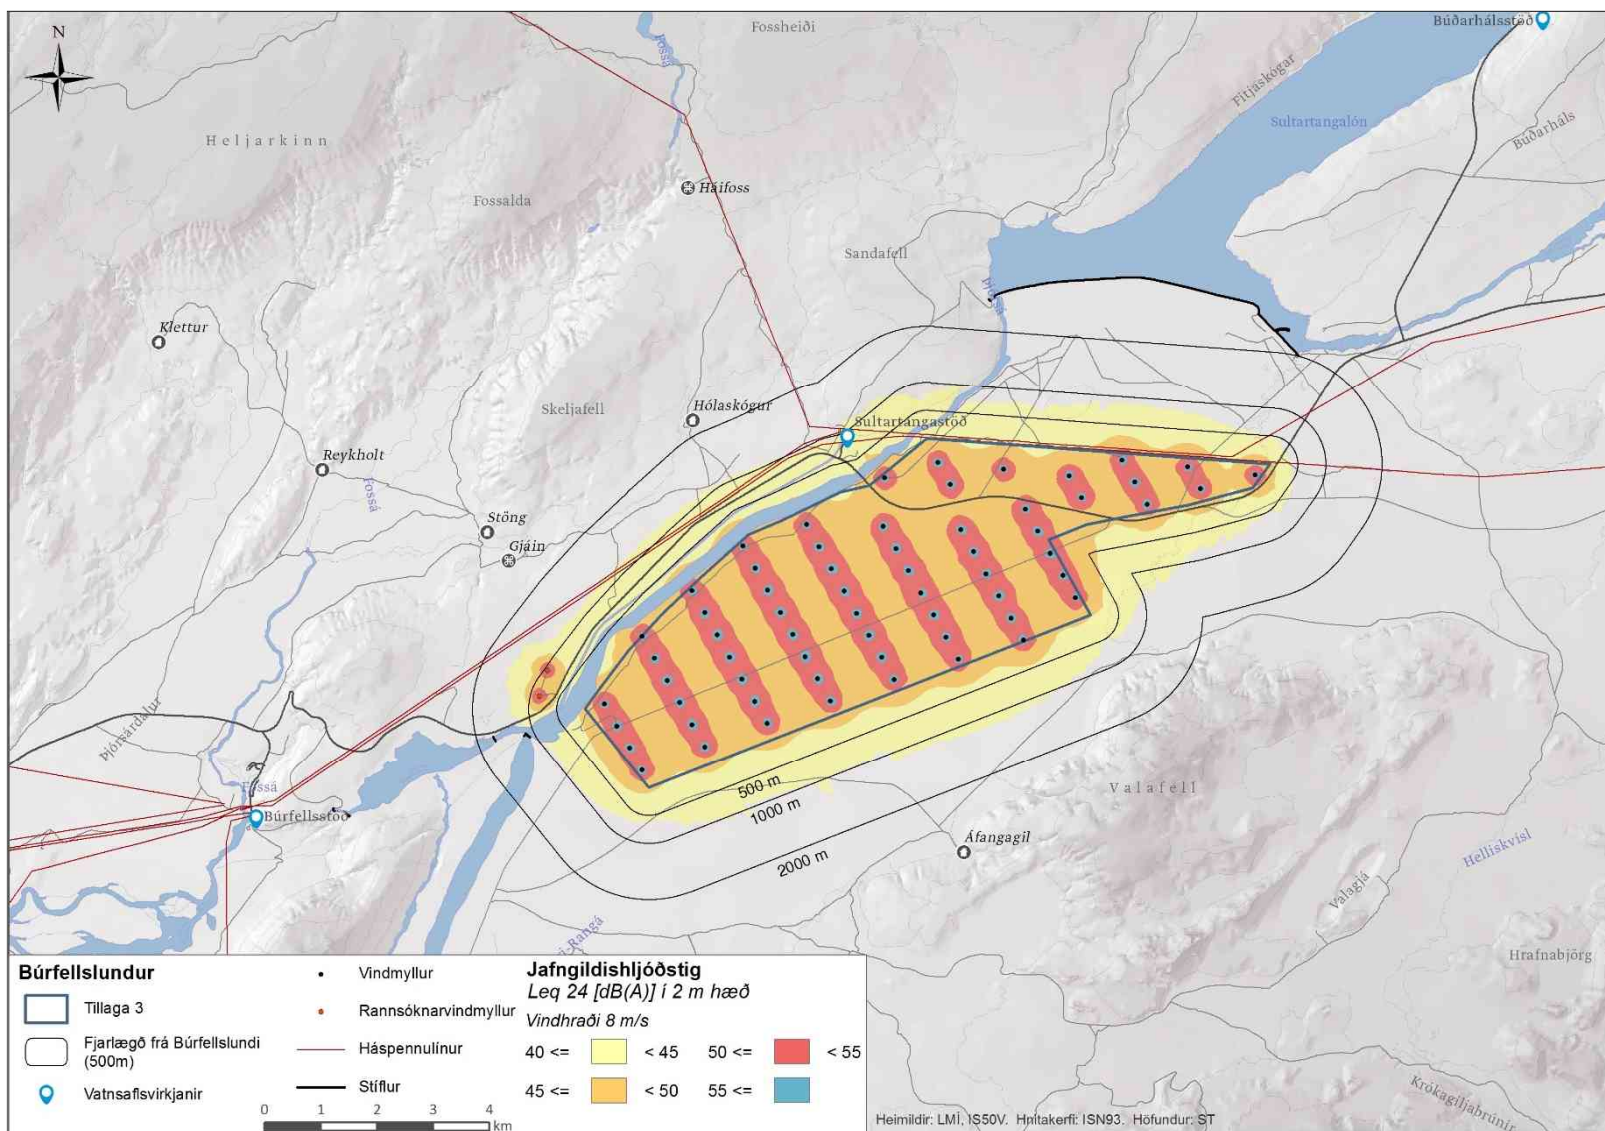 N
Fossheiði
Búðarhálsstöð
Fossá
Fitjaskógar
Heljarkinn
Sultartangalón
Búðarháls
Háifoss
Fossalda
Sandafell
Þjórsá
Klettur
Skeljafell
Hólaskógur
Sultartangastöð
Reykholt
Fossá
Stöng
Gjáin
Þjórsárdalur
500 m
Valafell
Fossá
1000 m
Búrfellsstöð
Áfangagil
Helliskvísl
2000 m
Valagjá
i-Rangá
Hrafnabjörg
Búrfellslundur
Tillaga 3
Fjarlægð frá Búrfellslundi
(500m)
Vatnsaflsvirkjanir
Vindmyllur
Rannsóknarvindmyllur
Háspennulínur
Stíflur
Jafngildishljóðstig
Leq 24 [dB(A)] í 2 m hæð
Vindhraði 8 m/s
40 <= < 45 50 <= < 55
45 <= < 50 55 <=
0 1 2 3 4
km
Krókagiljabrúnir
Heimildir: LMÍ, IS50V. Hnitakerfi: ISN93. Höfundur: ST